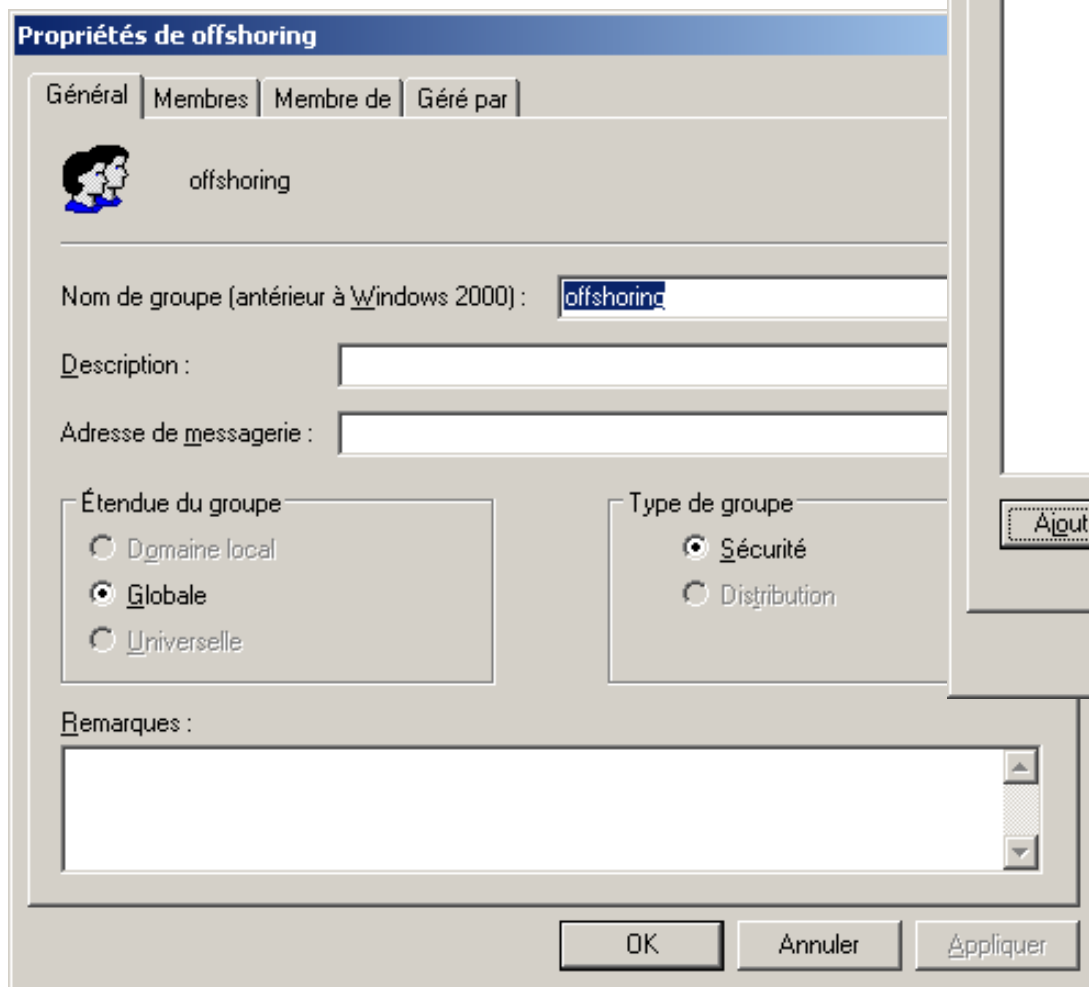 Propriétés de offshoring
Général Membres Membre de Géré par
offshoring
Nom de groupe (antérieur à Windows 2000) : offshoring
Description :
Adresse de messagerie :
Étendue du groupe
Domaine local
Globale
Universelle
Type de groupe
Sécurité
Distribution
Ajout
Remarques :
OK Annuler Appliquer